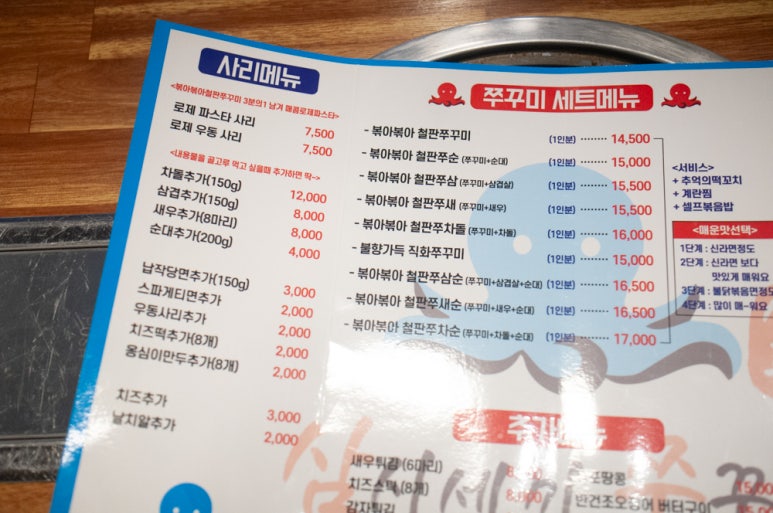 사리메뉴
<볶아볶아철판쭈꾸미 3분의1 남겨 매콤로제파스타>
로제 파스타 사리 7,500
로제 우동 사리 7,500
<내용물을 골고루 먹고 싶을때 추가하면 딱~>
차돌추가(150g) 12,000
삼겹추가(150g) 8,000
새우추가(8마리) 8,000
순대추가(200g) 4,000
납작당면추가(150g) 3,000
스파게티면추가 2,000
우동사리추가 2,000
치즈떡추가(8개) 2,000
옹심이만두추가(8개) 2,000
치즈추가 3,000
날치알추가 2,000
쭈꾸미 세트메뉴
- 볶아볶아 철판쭈꾸미 (1인분) ········ 14,500
- 볶아볶아 철판쭈순 (쭈꾸미+순대) (1인분) ········ 15,000
- 볶아볶아 철판쭈삼 (쭈꾸미+삼겹살) (1인분) ········ 15,500
- 볶아볶아 철판쭈새 (쭈꾸미+새우) (1인분) ········ 15,500
- 볶아볶아 철판쭈차돌 (쭈꾸미+차돌) (1인분) ········ 16,000
- 불향가득 직화쭈꾸미 (1인분) ········ 15,000
- 볶아볶아 철판쭈삼순 (쭈꾸미+삼겹살+순대) (1인분) ········ 16,500
- 볶아볶아 철판쭈새순 (쭈꾸미+새우+순대) (1인분) ········ 16,500
- 볶아볶아 철판쭈차순 (쭈꾸미+차돌+순대) (1인분) ········ 17,000
<서비스>
+ 추억의떡꼬치
+ 계란찜
+ 셀프볶음밥
<매운맛선택>
1단계 : 신라면정도
2단계 : 신라면 보다
맛있게 매워요
3단계 : 불닭볶음면정도
4단계 : 많이 매~워요
추가메뉴
새우튀김 (6마리)
치즈스틱 (8개) 8,000
감자튀김
땅콩
반건조오징어 버터구이